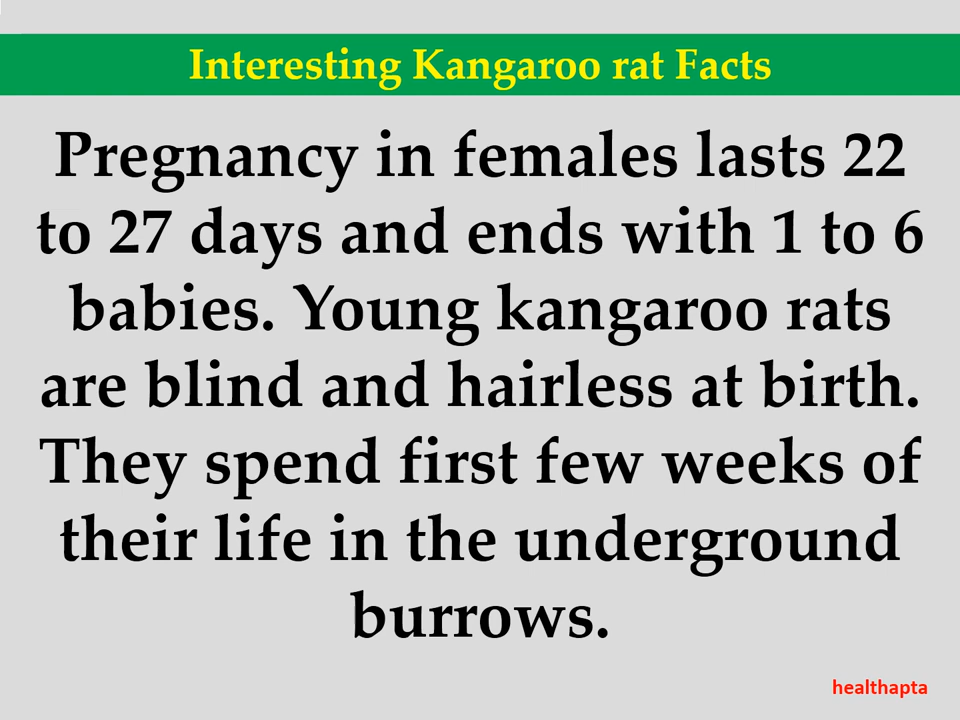 Interesting Kangaroo rat Facts
Pregnancy in females lasts 22
to 27 days and ends with 1 to 6
babies. Young kangaroo rats
are blind and hairless at birth.
They spend first few weeks of
their life in the underground
burrows.
healthapta